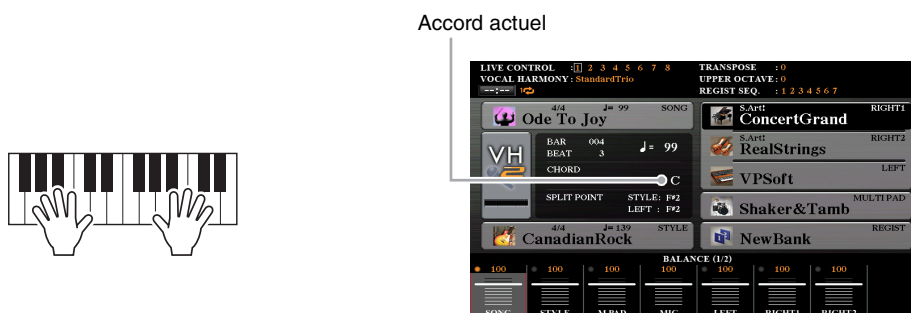 Accord actuel
LIVE CONTROL : 1 2 3 4 5 6 7 8
TRANSPOSE : 0
VOCAL HARMONY : StandardTrio
UPPER OCTAVE : 0
--:--
REGIST SEQ. : 1 2 3 4 5 6 7
4/4 ♩= 99 SONG
Ode To Joy
S.Art! RIGHT1
ConcertGrand
VH2
BAR 004
BEAT 3
♩= 99
CHORD
C
SPLIT POINT STYLE: F#2
LEFT : F#2
S.Art! RIGHT2
RealStrings
LEFT
VPSoft
MULTI PAD
Shaker&Tamb
4/4 ♩= 139 STYLE
CanadianRock
REGIST
NewBank
BALANCE (1/2)
100 100 100 100 100 100 100
SONG STYLE M.PAD MIC LEFT RIGHT1 RIGHT2